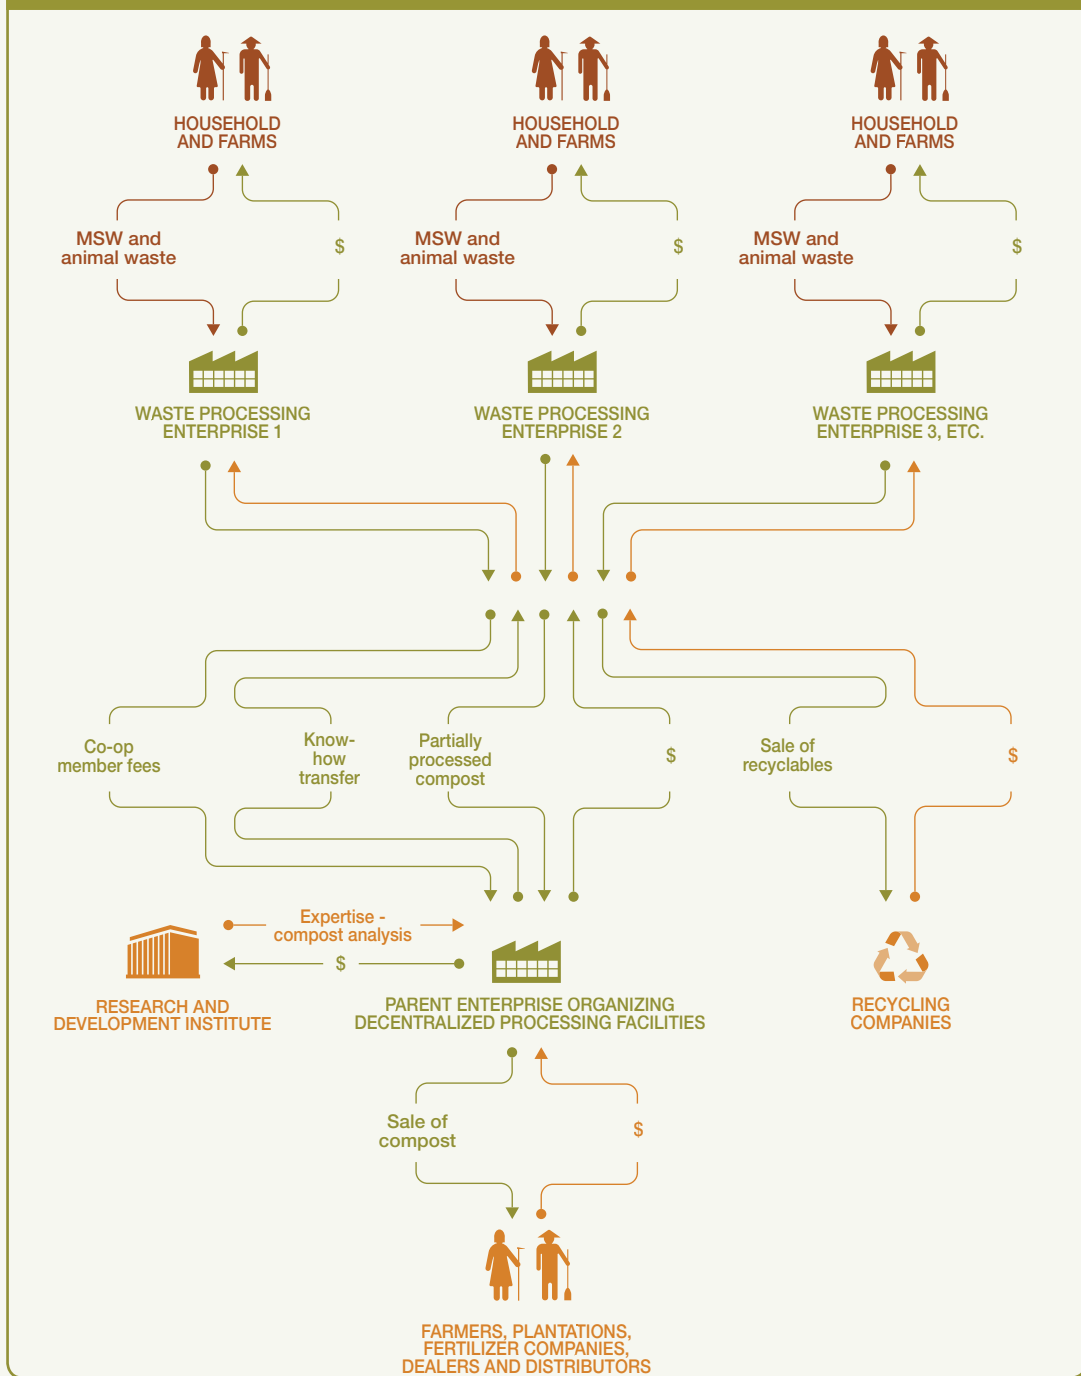 HOUSEHOLD
AND FARMS
HOUSEHOLD
AND FARMS
HOUSEHOLD
AND FARMS
MSW and
animal waste
$
MSW and
animal waste
$
MSW and
animal waste
$
WASTE PROCESSING
ENTERPRISE 1
WASTE PROCESSING
ENTERPRISE 2
WASTE PROCESSING
ENTERPRISE 3, ETC.
Co-op
member fees
Know-
how
transfer
Partially
processed
compost
$
Sale of
recyclables
$
Expertise -
compost analysis
$
RESEARCH AND
DEVELOPMENT INSTITUTE
PARENT ENTERPRISE ORGANIZING
DECENTRALIZED PROCESSING FACILITIES
RECYCLING
COMPANIES
Sale of
compost
$
FARMERS, PLANTATIONS,
FERTILIZER COMPANIES,
DEALERS AND DISTRIBUTORS